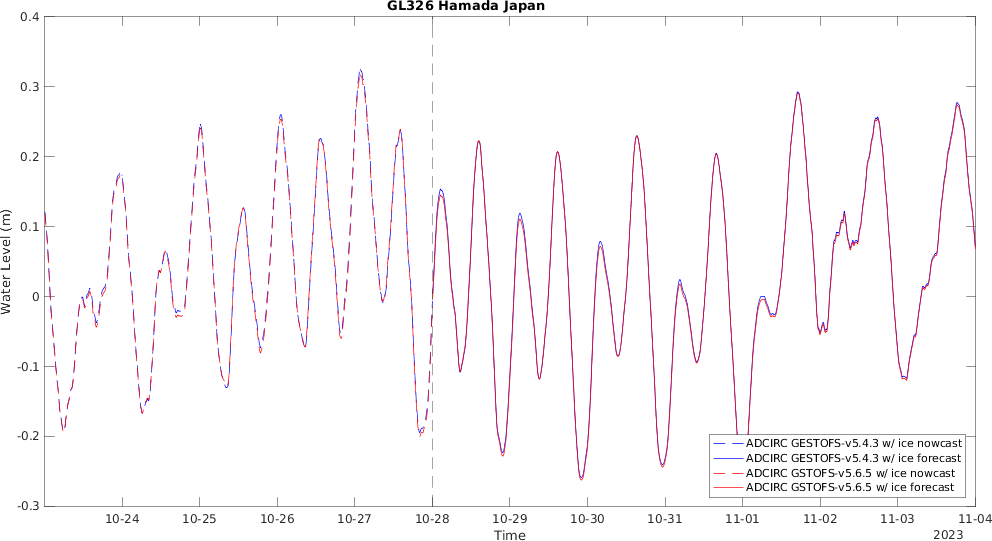 GL326 Hamada Japan
0.4
0.3
0.2
0.1
0
-0.1
-0.2
-0.3
Water Level (m)
ADCIRC GESTOFS-v5.4.3 w/ ice nowcast
ADCIRC GESTOFS-v5.4.3 w/ ice forecast
ADCIRC GSTOFS-v5.6.5 w/ ice nowcast
ADCIRC GSTOFS-v5.6.5 w/ ice forecast
10-24 10-25 10-26 10-27 10-28 10-29 10-30 10-31 11-01 11-02 11-03 11-04
Time
2023